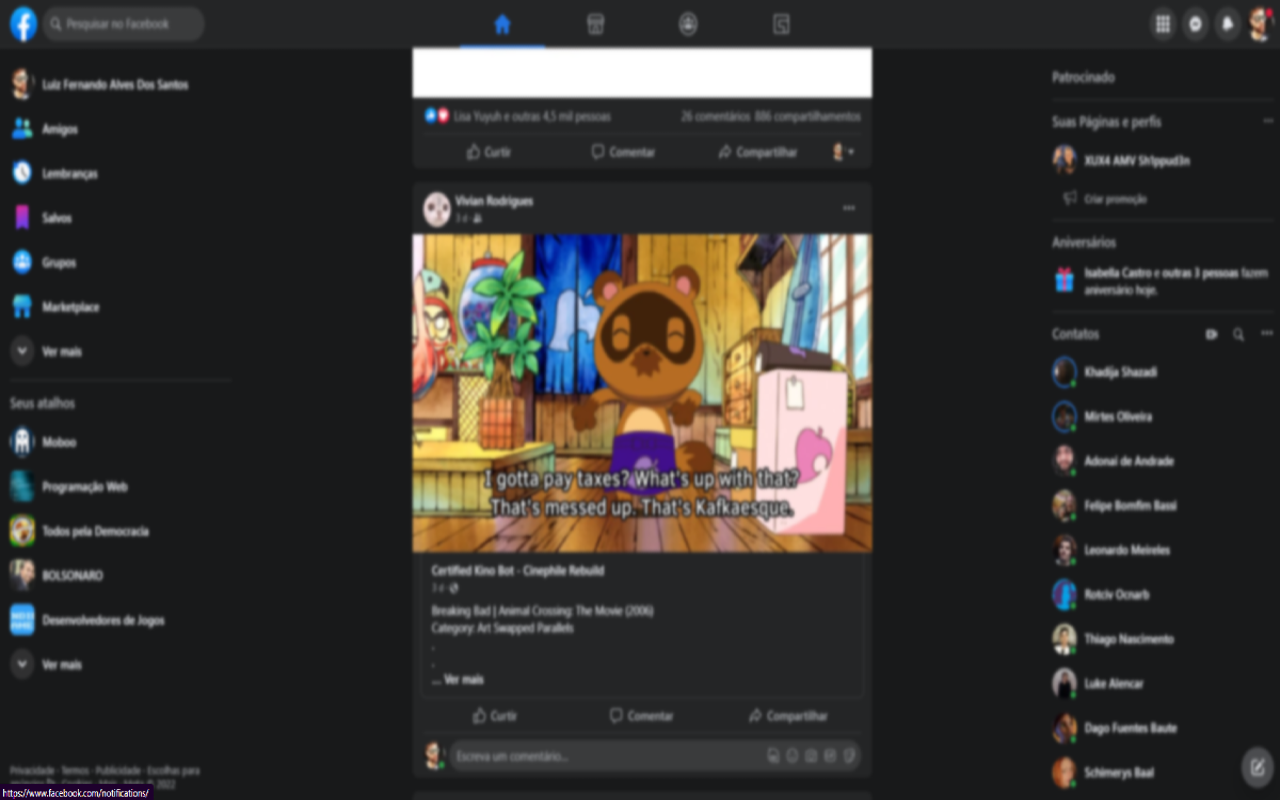 Pesquisar no Facebook
Luiz Fernando Alves Dos Santos
Amigos
Lembranças
Salvos
Grupos
Marketplace
Ver mais
Seus atalhos
Moboo
Programação Web
Todos pela Democracia
BOLSONARO
Desenvolvedores de Jogos
Ver mais
Privacidade · Termos · Publicidade · Escolhas para
© 2022
https://www.facebook.com/notifications/
Lisa Yuyuh e outras 4,5 mil pessoas
26 comentários 886 compartilhamentos
Curtir
Comentar
Compartilhar
Vivian Rodrigues
3 d ·
I gotta pay taxes? What's up with that?
That's messed up. That's Kafkaesque.
Certified Kino Bot - Cinephile Rebuild
3 d ·
Breaking Bad | Animal Crossing: The Movie (2006)
Category: Art Swapped Parallels
.
.
... Ver mais
Curtir
Comentar
Compartilhar
Escreva um comentário...
Patrocinado
Suas Páginas e perfis
XUX4 AMV Sh1ppud3n
Criar promoção
Aniversários
Isabella Castro e outras 3 pessoas fazem
aniversário hoje.
Contatos
Khadija Shazadi
Mirtes Oliveira
Adonai de Andrade
Felipe Bomfim Bassi
Leonardo Meireles
Rotciv Ocnarb
Thiago Nascimento
Luke Alencar
Dago Fuentes Baute
Schimerys Baal